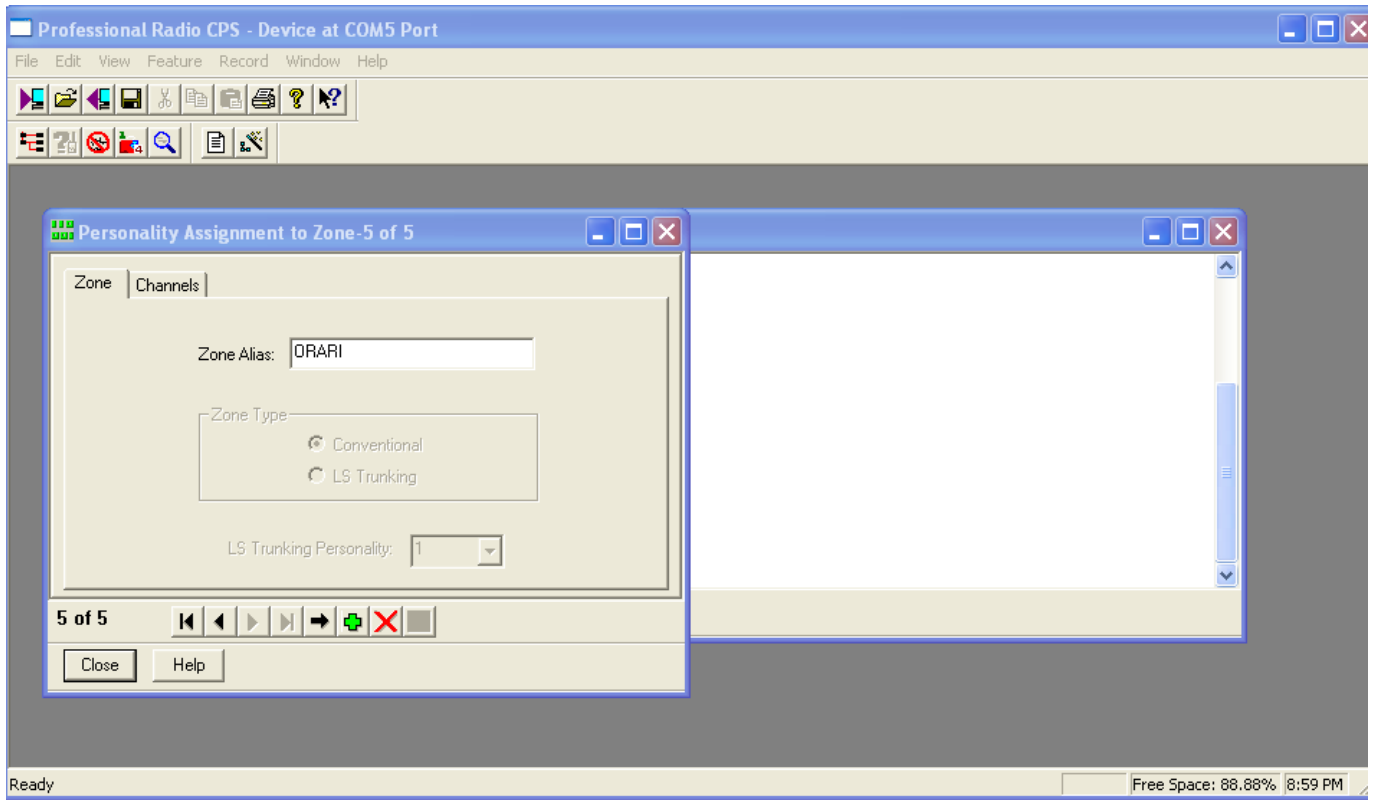 Professional Radio CPS - Device at COM5 Port
File Edit View Feature Record Window Help
Personality Assignment to Zone-5 of 5
Zone Channels
Zone Alias: ORARI
Zone Type
Conventional
LS Trunking
LS Trunking Personality: 1
5 of 5
Close Help
Ready Free Space: 88.88% 8:59 PM